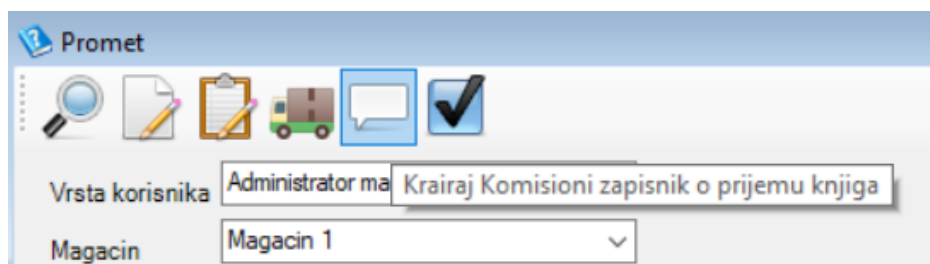 Promet
Vrsta korisnika Administrator ma
Krairaj Komisioni zapisnik o prijemu knjiga
Magacin Magacin 1